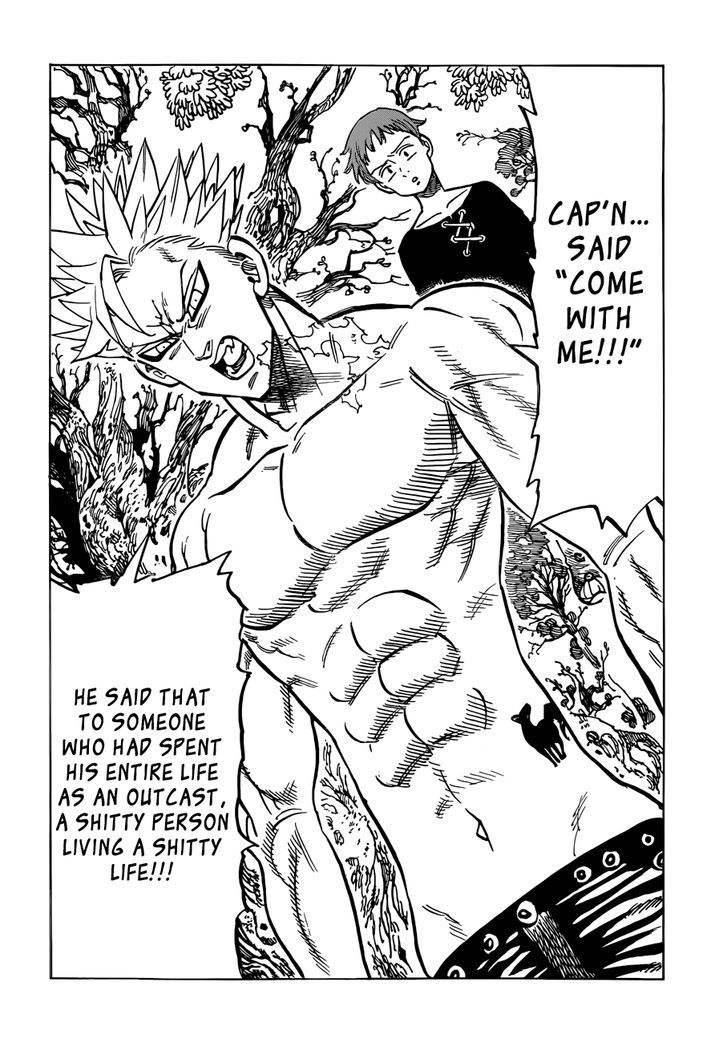 CAP'N...
SAID
"COME
WITH
ME!!!"
HE SAID THAT
TO SOMEONE
WHO HAD SPENT
HIS ENTIRE LIFE
AS AN OUTCAST,
A SHITTY PERSON
LIVING A SHITTY
LIFE!!!